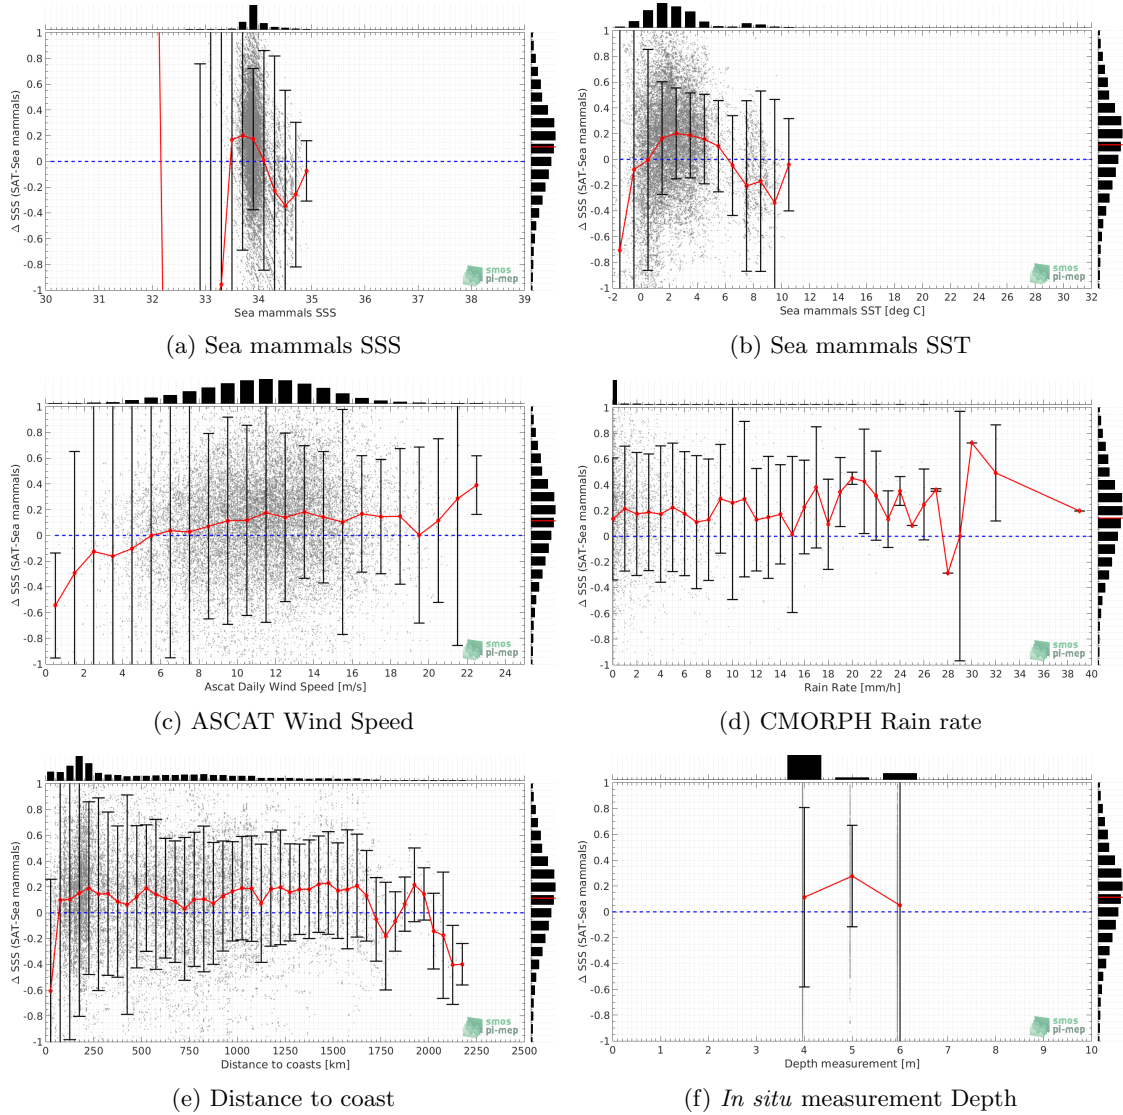 1
0.8
0.6
0.4
0.2
0
-0.2
-0.4
-0.6
-0.8
-1
Δ SSS (SAT-Sea mammals)
30 31 32 33 34 35 36 37 38 39
Sea mammals SSS
smos
pi-mep
(a) Sea mammals SSS
1
0.8
0.6
0.4
0.2
0
-0.2
-0.4
-0.6
-0.8
-1
Δ SSS (SAT-Sea mammals)
-2 0 2 4 6 8 10 12 14 16 18 20 22 24 26 28 30 32
Sea mammals SST [deg C]
smos
pi-mep
(b) Sea mammals SST
1
0.8
0.6
0.4
0.2
0
-0.2
-0.4
-0.6
-0.8
-1
Δ SSS (SAT-Sea mammals)
0 2 4 6 8 10 12 14 16 18 20 22 24
Ascat Daily Wind Speed [m/s]
smos
pi-mep
(c) ASCAT Wind Speed
1
0.8
0.6
0.4
0.2
0
-0.2
-0.4
-0.6
-0.8
-1
Δ SSS (SAT-Sea mammals)
0 2 4 6 8 10 12 14 16 18 20 22 24 26 28 30 32 34 36 38 40
Rain Rate [mm/h]
smos
pi-mep
(d) CMORPH Rain rate
1
0.8
0.6
0.4
0.2
0
-0.2
-0.4
-0.6
-0.8
-1
Δ SSS (SAT-Sea mammals)
0 250 500 750 1000 1250 1500 1750 2000 2250 2500
Distance to coasts [km]
smos
pi-mep
(e) Distance to coast
1
0.8
0.6
0.4
0.2
0
-0.2
-0.4
-0.6
-0.8
-1
Δ SSS (SAT-Sea mammals)
0 1 2 3 4 5 6 7 8 9 10
Depth measurement [m]
smos
pi-mep
(f) In situ measurement Depth